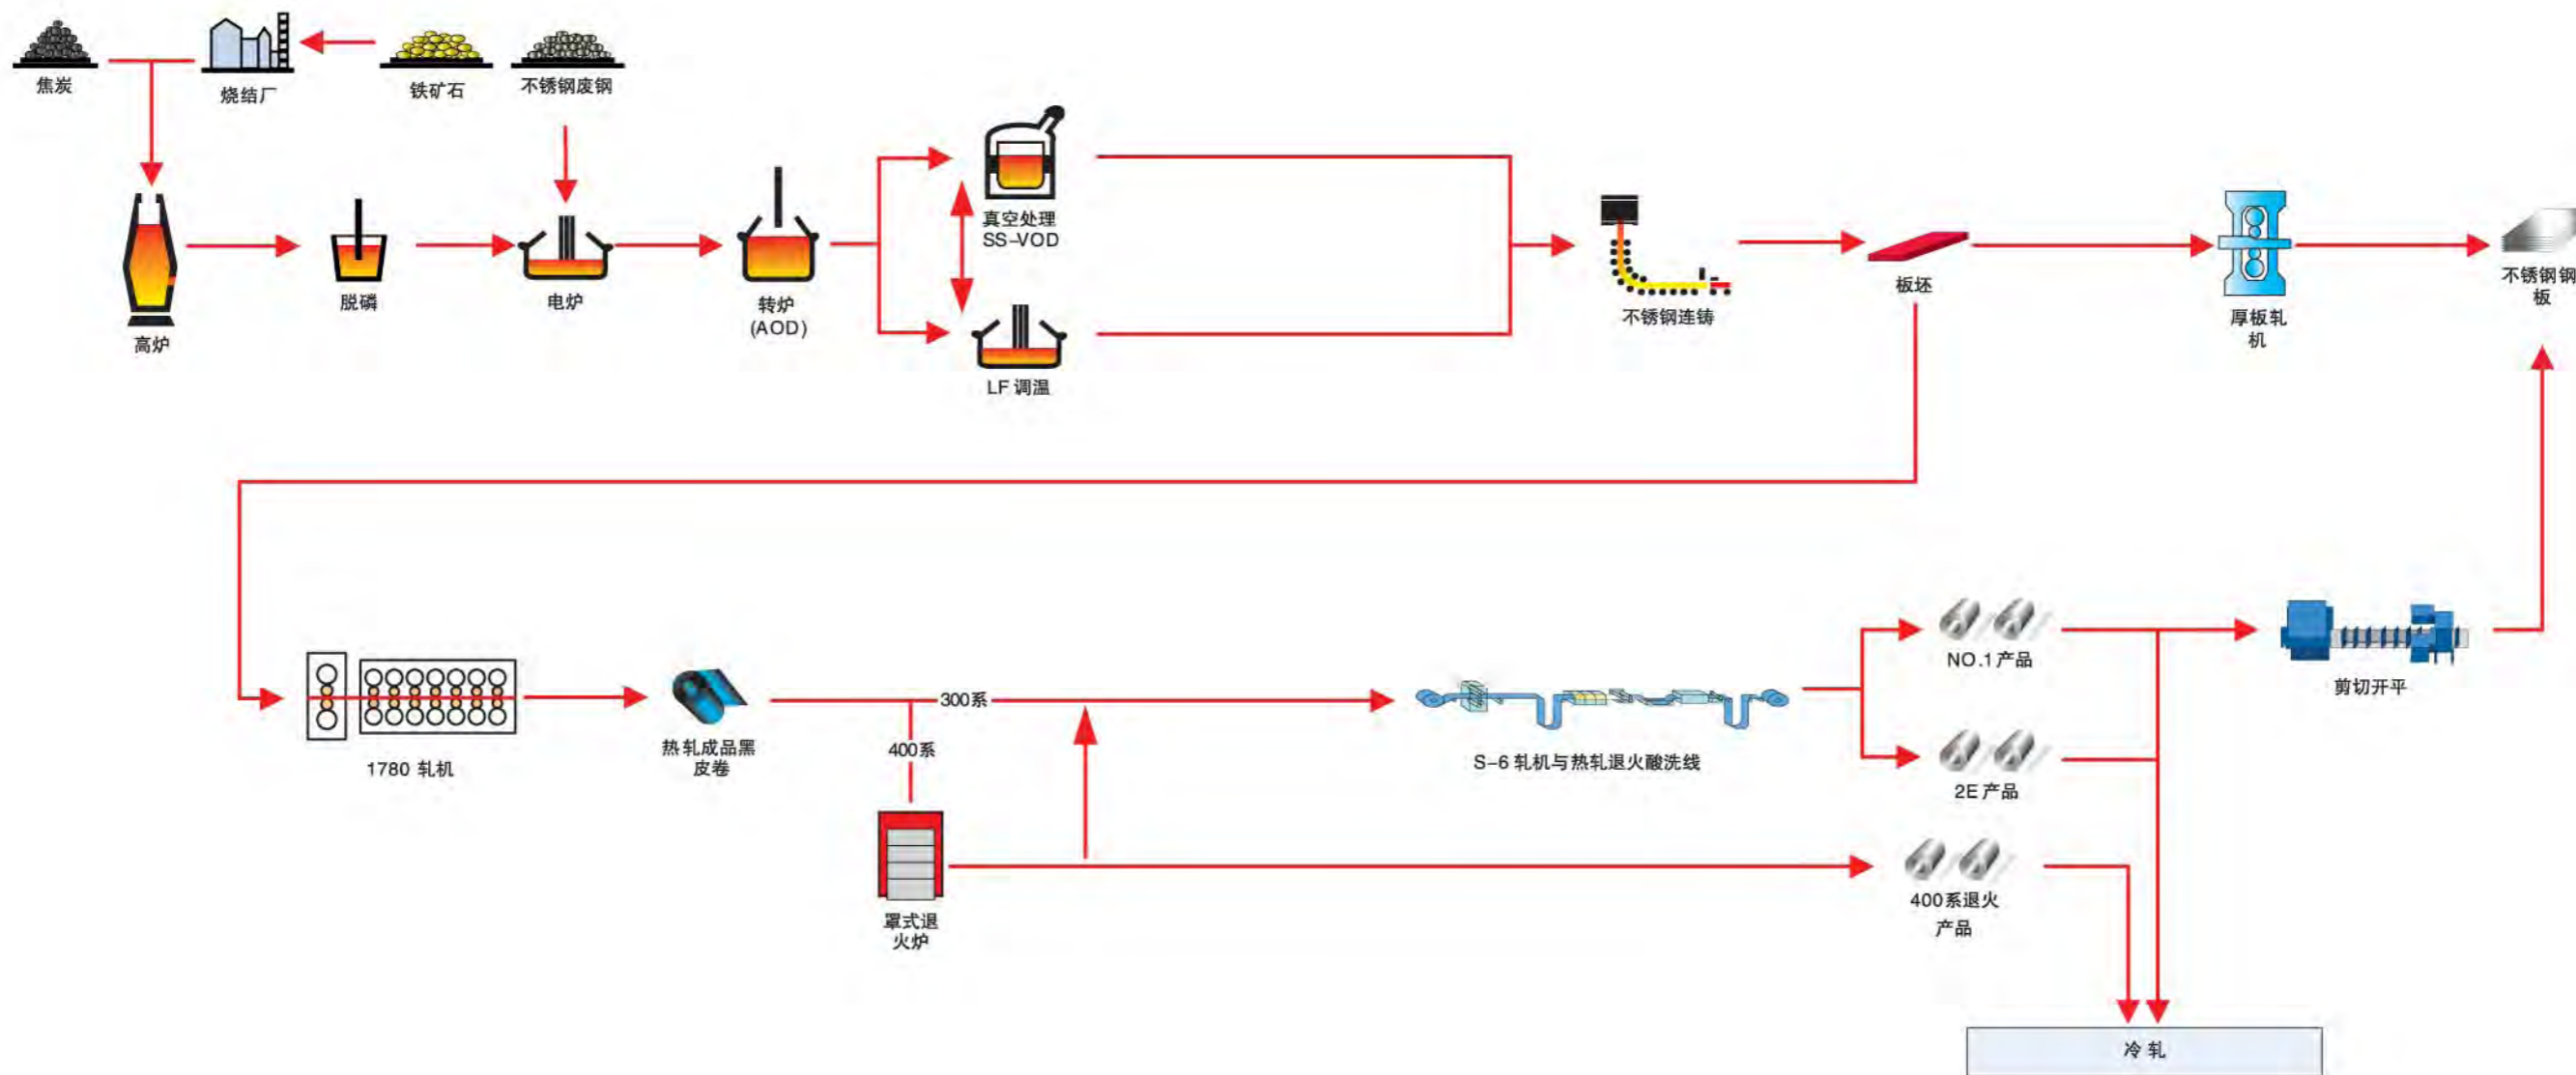 焦炭
烧结厂
铁矿石
不锈钢废钢
真空处理
SS-VOD
高炉
脱磷
电炉
转炉
(AOD)
LF 调温
不锈钢连铸
板坯
厚板轧
机
不锈钢钢
板
1780 轧机
热轧成品黑
皮卷
300系
400系
罩式退
火炉
S-6 轧机与热轧退火酸洗线
NO.1 产品
2E 产品
400系退火
产品
剪切开平
冷轧